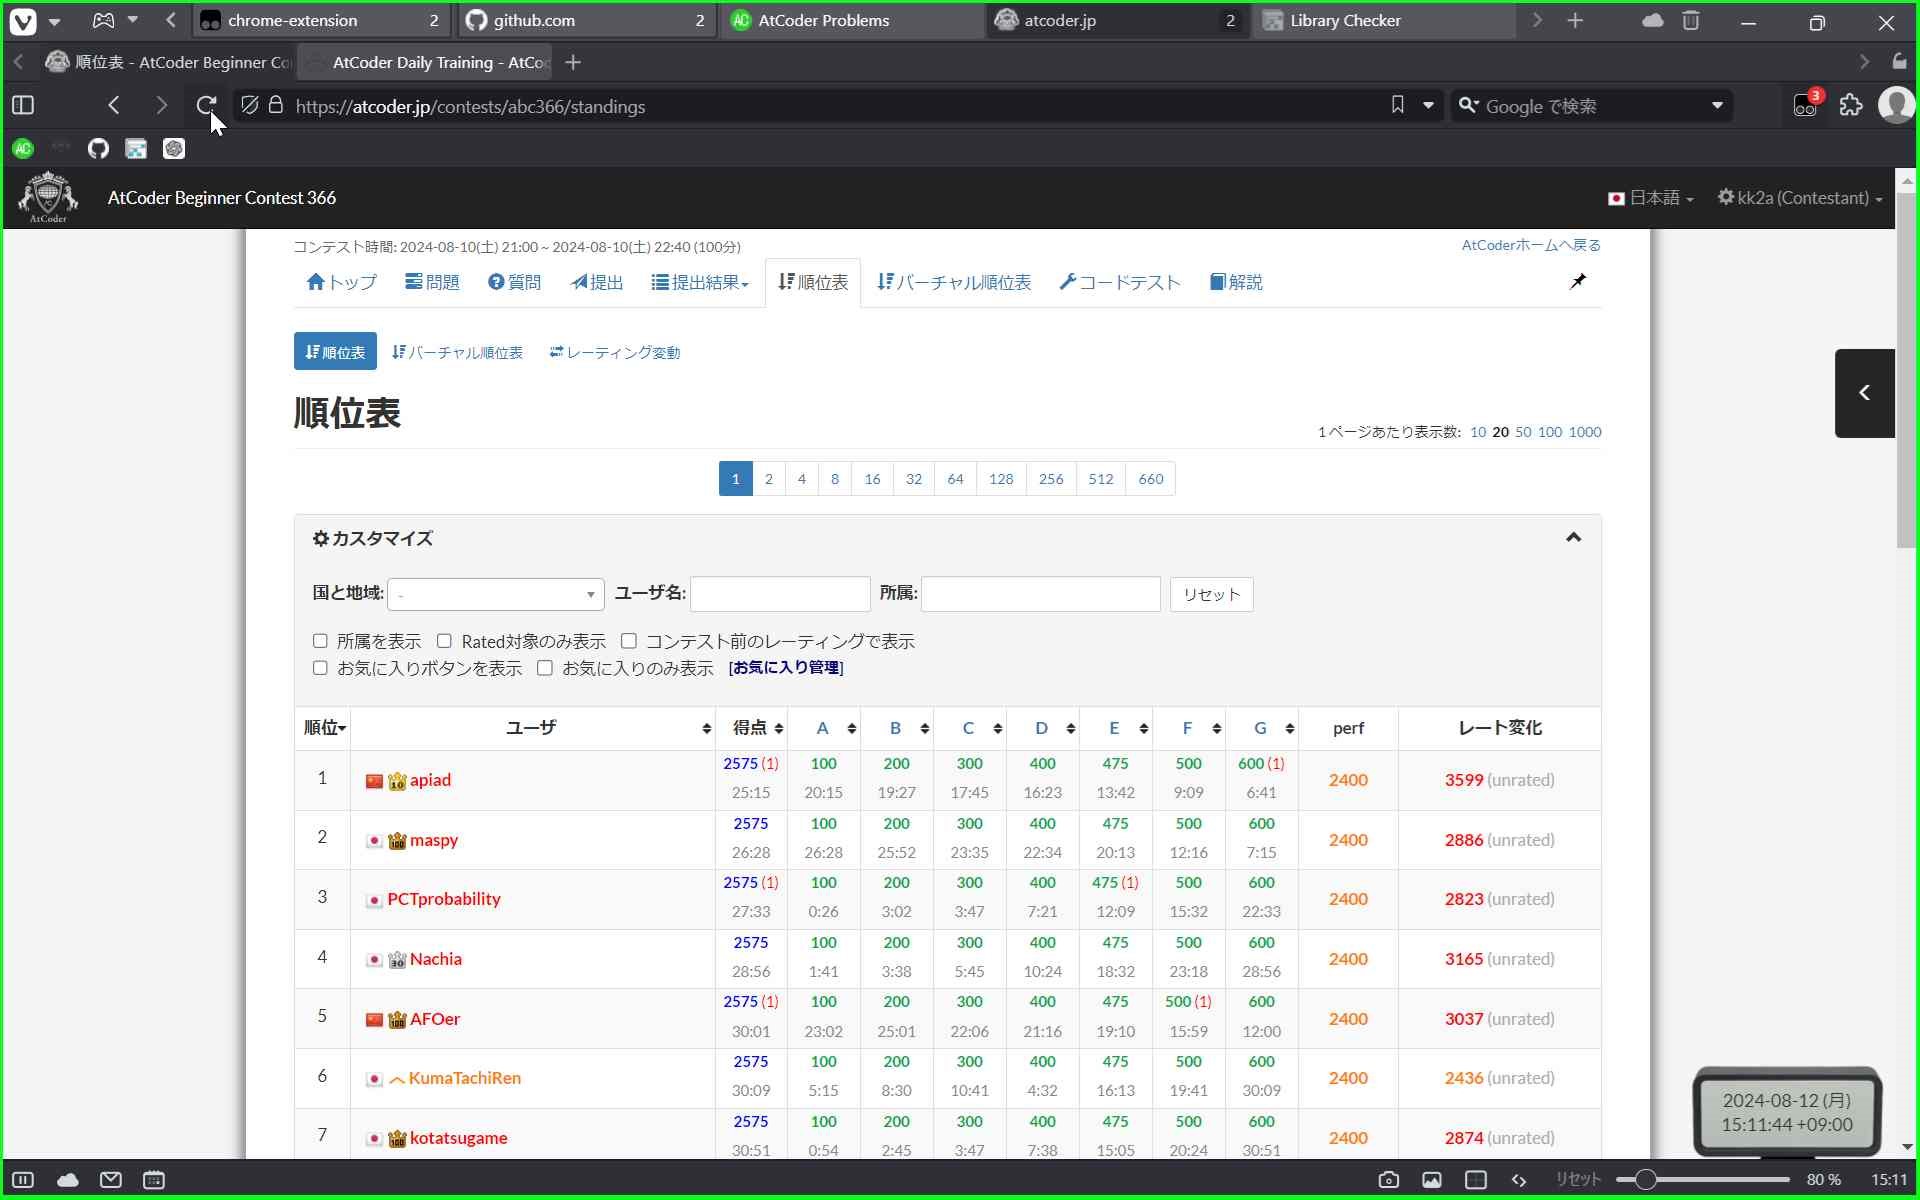 chrome-extension 2 github.com 2 AtCoder Problems atcoder.jp 2 Library Checker
順位表 - AtCoder Beginner Co AtCoder Daily Training - AtCo
https://atcoder.jp/contests/abc366/standings Google で検索 3
AtCoder Beginner Contest 366 日本語 kk2a (Contestant)
コンテスト時間: 2024-08-10(土) 21:00 ~ 2024-08-10(土) 22:40 (100分) AtCoderホームへ戻る
トップ 問題 質問 提出 提出結果 順位表 バーチャル順位表 コードテスト 解説
順位表 バーチャル順位表 レーティング変動
順位表
1 ページあたり表示数: 10 20 50 100 1000
1 2 4 8 16 32 64 128 256 512 660
カスタマイズ
国と地域: - ユーザ名: 所属: リセット
所属を表示 Rated対象のみ表示 コンテスト前のレーティングで表示
お気に入りボタンを表示 お気に入りのみ表示 [お気に入り管理]
順位 ユーザ 得点 A B C D E F G perf レート変化
1 apiad 2575 (1) 100 200 300 400 475 500 600 (1) 2400 3599 (unrated)
25:15 20:15 19:27 17:45 16:23 13:42 9:09 6:41
2 maspy 2575 100 200 300 400 475 500 600 2400 2886 (unrated)
26:28 26:28 25:52 23:35 22:34 20:13 12:16 7:15
3 PCTprobability 2575 (1) 100 200 300 400 475 (1) 500 600 2400 2823 (unrated)
27:33 0:26 3:02 3:47 7:21 12:09 15:32 22:33
4 Nachia 2575 100 200 300 400 475 500 600 2400 3165 (unrated)
28:56 1:41 3:38 5:45 10:24 18:32 23:18 28:56
5 AFOer 2575 (1) 100 200 300 400 475 500 (1) 600 2400 3037 (unrated)
30:01 23:02 25:01 22:06 21:16 19:10 15:59 12:00
6 KumaTachiRen 2575 100 200 300 400 475 500 600 2400 2436 (unrated)
30:09 5:15 8:30 10:41 4:32 16:13 19:41 30:09
7 kotatsugame 2575 100 200 300 400 475 500 600 2400 2874 (unrated)
30:51 0:54 2:45 3:47 7:38 15:05 20:24 30:51
2024-08-12 (月)
15:11:44 +09:00
リセット 80 % 15:11